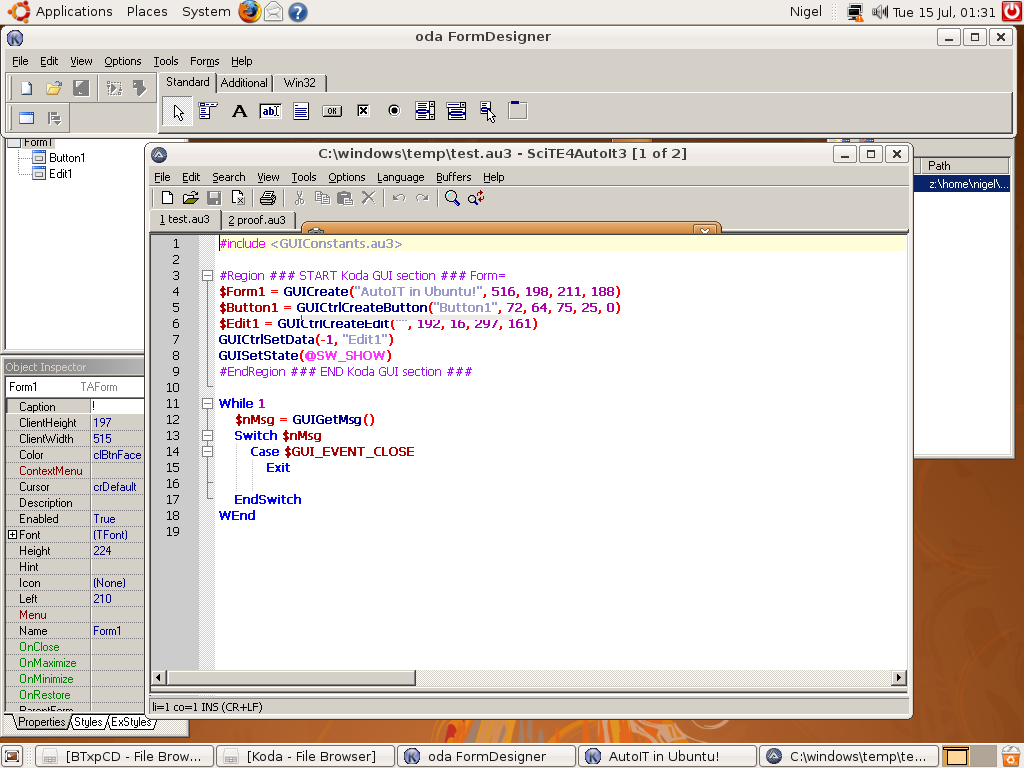 Applications Places System Nigel Tue 15 Jul, 01:31
oda FormDesigner
File Edit View Options Tools Forms Help
Standard Additional Win32
A ab] OK
Form1
Button1
Edit1
Path
z:\home\nigel\...
C:\windows\temp\test.au3 - SciTE4AutoIt3 [1 of 2]
File Edit Search View Tools Options Language Buffers Help
1 test.au3 2 proof.au3
1 #include <GUIConstants.au3>
2
3 #Region ### START Koda GUI section ### Form=
4 $Form1 = GUICreate("AutoIT in Ubuntu!", 516, 198, 211, 188)
5 $Button1 = GUICtrlCreateButton("Button1", 72, 64, 75, 25, 0)
6 $Edit1 = GUICtrlCreateEdit("", 192, 16, 297, 161)
7 GUICtrlSetData(-1, "Edit1")
8 GUISetState(@SW_SHOW)
9 #EndRegion ### END Koda GUI section ###
10
11 While 1
12 $nMsg = GUIGetMsg()
13 Switch $nMsg
14 Case $GUI_EVENT_CLOSE
15 Exit
16
17 EndSwitch
18 WEnd
19
li=1 co=1 INS (CR+LF)
Object Inspector
Form1 TAForm
Caption !
ClientHeight 197
ClientWidth 515
Color clBtnFace
ContextMenu
Cursor crDefault
Description
Enabled True
Font (TFont)
Height 224
Hint
Icon (None)
Left 210
Menu
Name Form1
OnClose
OnMaximize
OnMinimize
OnRestore
ParentForm
Properties Styles ExStyles
[BTxpCD - File Brow... [Koda - File Browser] oda FormDesigner AutoIT in Ubuntu! C:\windows\temp\te...